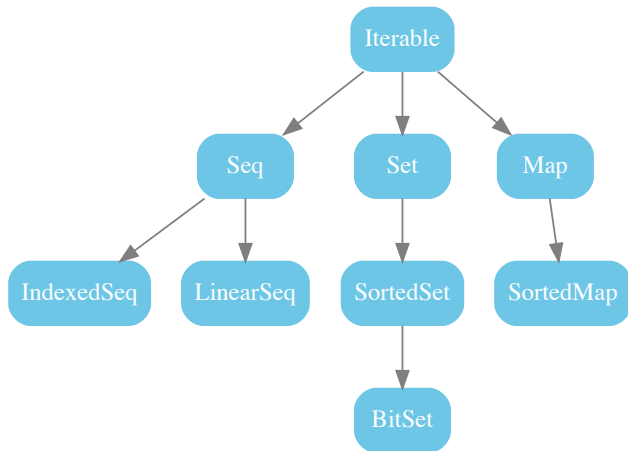 Iterable
Seq
Set
Map
IndexedSeq
LinearSeq
SortedSet
SortedMap
BitSet